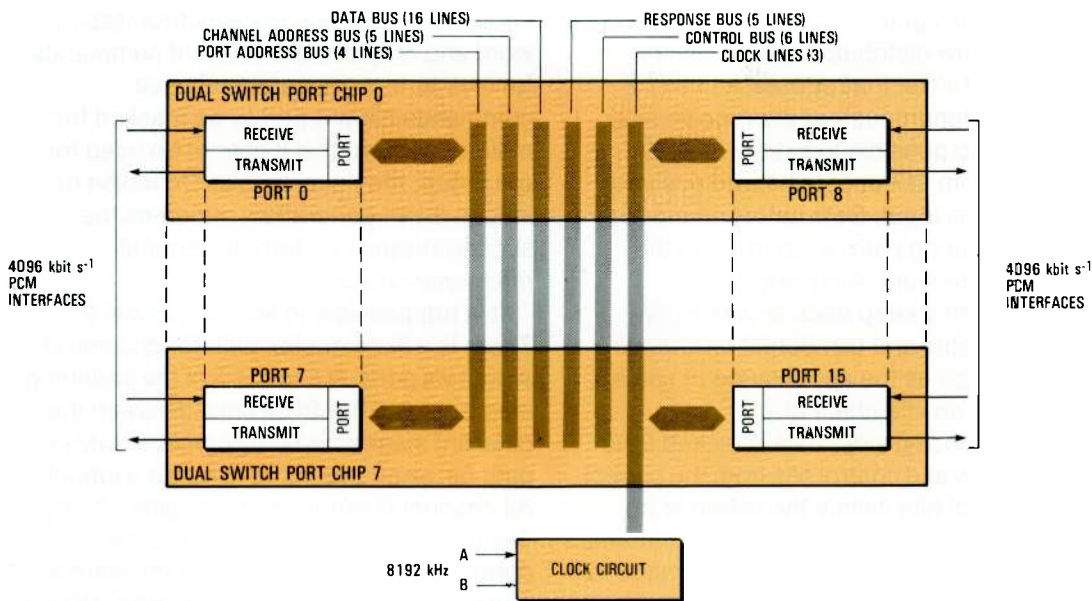 DATA BUS (16 LINES)
CHANNEL ADDRESS BUS (5 LINES)
PORT ADDRESS BUS (4 LINES)
RESPONSE BUS (5 LINES)
CONTROL BUS (6 LINES)
CLOCK LINES (3)
DUAL SWITCH PORT CHIP 0
RECEIVE
TRANSMIT
PORT
PORT 0
RECEIVE
TRANSMIT
PORT
PORT 8
4096 kbit s⁻¹
PCM
INTERFACES
4096 kbit s⁻¹
PCM
INTERFACES
PORT 7
RECEIVE
TRANSMIT
PORT
PORT 15
RECEIVE
TRANSMIT
PORT
DUAL SWITCH PORT CHIP 7
A
8192 kHz
B
CLOCK CIRCUIT